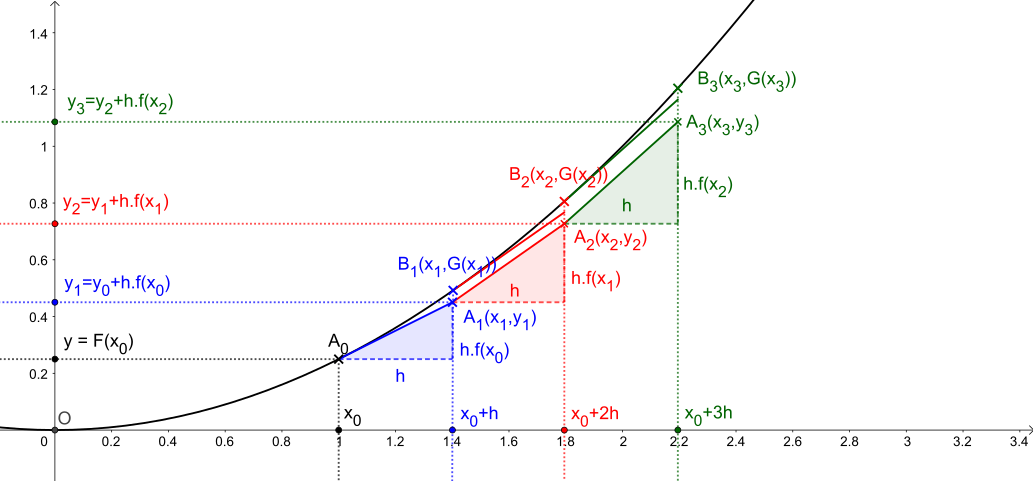 1.4
1.2
1
0.8
0.6
0.4
0.2
0
B₃(x₃,G(x₃))
y₃=y₂+h.f(x₂)
A₃(x₃,y₃)
B₂(x₂,G(x₂))
h.f(x₂)
y₂=y₁+h.f(x₁)
h
A₂(x₂,y₂)
B₁(x₁,G(x₁))
y₁=y₀+h.f(x₀)
h
h.f(x₁)
A₁(x₁,y₁)
y = F(x₀)
A₀
h.f(x₀)
h
O
x₀
x₀+h
x₀+2h
x₀+3h
0.2
0.4
0.6
0.8
1
1.2
1.4
1.6
1.8
2
2.2
2.4
2.6
2.8
3
3.2
3.4